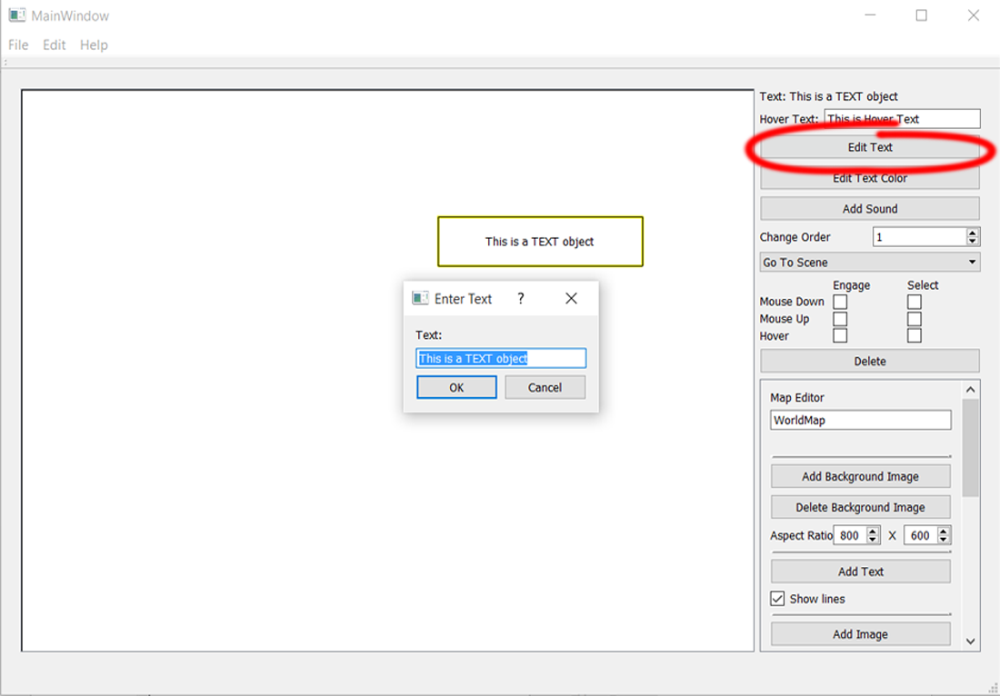 MainWindow
File Edit Help
Text: This is a TEXT object
Hover Text: This is Hover Text
Edit Text
Edit Text Color
Add Sound
Change Order 1
Go To Scene
Engage Select
Mouse Down
Mouse Up
Hover
Delete
This is a TEXT object
Enter Text ?
Text:
This is a TEXT object
OK Cancel
Map Editor
WorldMap
Add Background Image
Delete Background Image
Aspect Ratio 800 X 600
Add Text
Show lines
Add Image